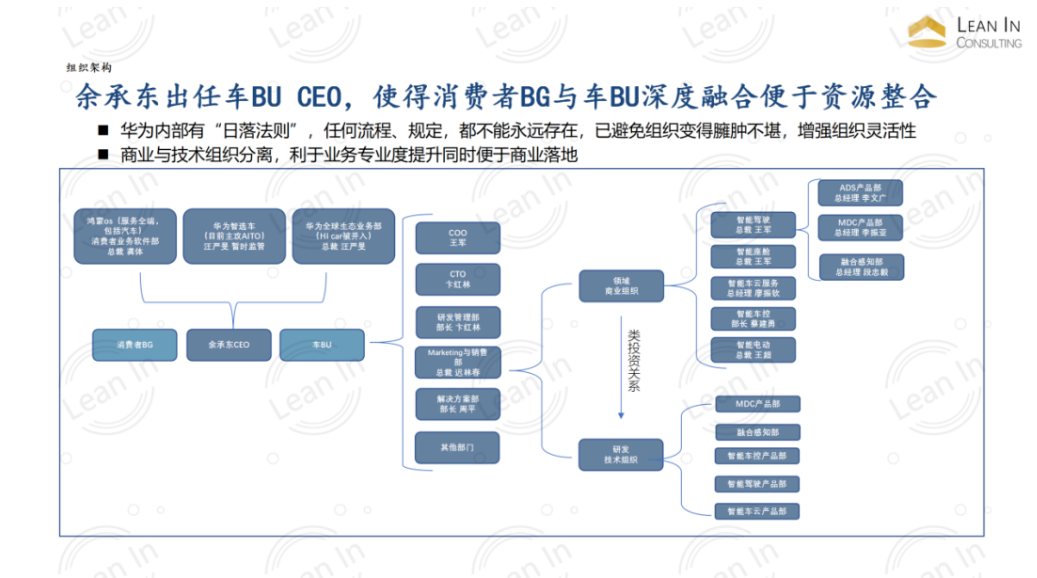 LEAN IN
CONSULTING
组织架构
余承东出任车BU CEO，使得消费者BG与车BU深度融合便于资源整合
■ 华为内部有“日落法则”，任何流程、规定，都不能永远存在，已避免组织变得臃肿不堪，增强组织灵活性
■ 商业与技术组织分离，利于业务专业度提升同时便于商业落地
鸿蒙os（服务全端，
包括汽车）
消费者业务软件部
总裁 龚体
华为智选车
（目前主攻AITO）
汪严旻 暂时监管
华为全球生态业务部
（HI car被并入）
总裁 汪严旻
消费者BG
余承东CEO
车BU
COO
王军
CTO
卞红林
研发管理部
部长 卞红林
Marketing与销售
部
总裁 迟林春
解决方案部
部长 周平
其他部门
领域
商业组织
类投资关系
研发
技术组织
智能驾驶
总裁 王军
智能座舱
总裁 王军
智能车云服务
总经理 廖振钦
智能车控
部长 蔡建勇
智能电动
总裁 王超
ADS产品部
总经理 李文广
MDC产品部
总经理 李振亚
融合感知部
总经理 段志毅
MDC产品部
融合感知部
智能车控产品部
智能驾驶产品部
智能车云产品部